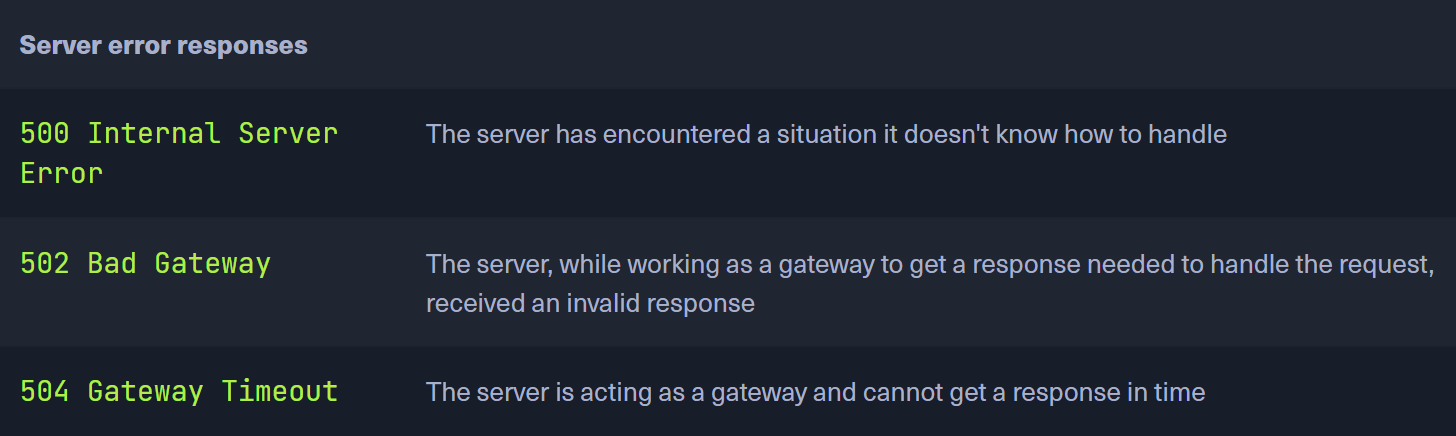 Server error responses
500 Internal Server
Error
The server has encountered a situation it doesn't know how to handle
502 Bad Gateway
The server, while working as a gateway to get a response needed to handle the request,
received an invalid response
504 Gateway Timeout
The server is acting as a gateway and cannot get a response in time